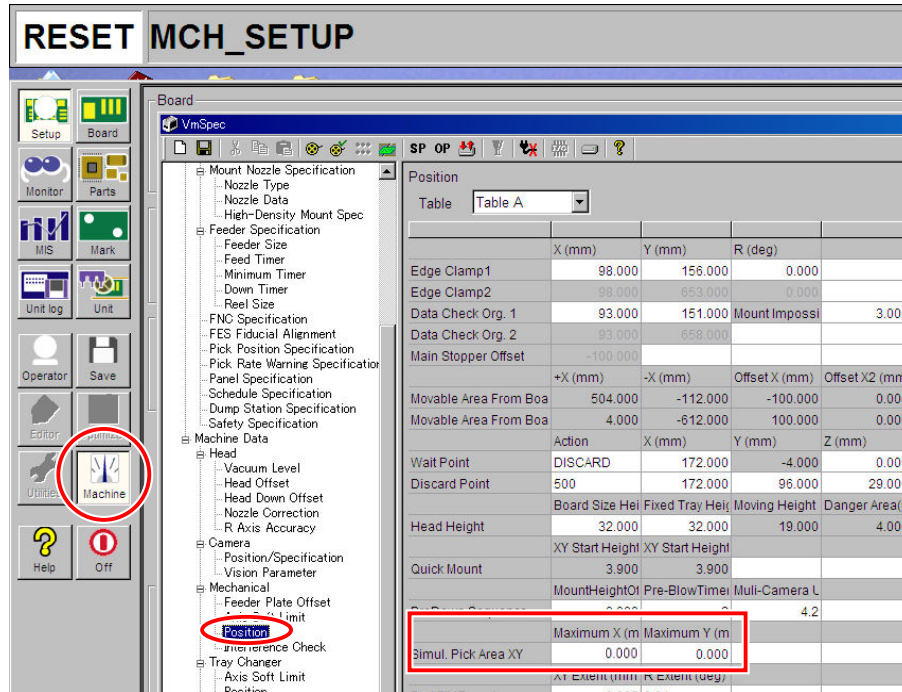 RESET MCH_SETUP
Board
VmSpec
SP OP
Setup Board
Monitor Parts
MIS Mark
Unit log Unit
Operator Save
Editor
Utilities Machine
Help Off
Mount Nozzle Specification
Nozzle Type
Nozzle Data
High-Density Mount Spec
Feeder Specification
Feeder Size
Feed Timer
Minimum Timer
Down Timer
Reel Size
FNC Specification
FES Fiducial Alignment
Pick Position Specification
Pick Rate Warning Specification
Panel Specification
Schedule Specification
Dump Station Specification
Safety Specification
Machine Data
Head
Vacuum Level
Head Offset
Head Down Offset
Nozzle Correction
R Axis Accuracy
Camera
Position/Specification
Vision Parameter
Mechanical
Feeder Plate Offset
Axis Soft Limit
Position
Interference Check
Tray Changer
Axis Soft Limit
Position
Position
Table Table A
X (mm) Y (mm) R (deg)
Edge Clamp1 98.000 156.000 0.000
Edge Clamp2 98.000 653.000 0.000
Data Check Org. 1 93.000 151.000 Mount Impossi 3.00
Data Check Org. 2 93.000 658.000
Main Stopper Offset -100.000
+X (mm) -X (mm) Offset X (mm) Offset X2 (mm
Movable Area From Boa 504.000 -112.000 -100.000 0.00
Movable Area From Boa 4.000 -612.000 100.000 0.00
Action X (mm) Y (mm) Z (mm)
Wait Point DISCARD 172.000 -4.000 0.00
Discard Point 500 172.000 96.000 29.00
Board Size Hei Fixed Tray Heig Moving Height Danger Area(
Head Height 32.000 32.000 19.000 4.00
XY Start Height XY Start Height
Quick Mount 3.900 3.900
MountHeightOf Pre-BlowTimer Muli-Camera U
4.2
Maximum X (m Maximum Y (m
Simul. Pick Area XY 0.000 0.000
XY Extent (mm R Extent (deg)